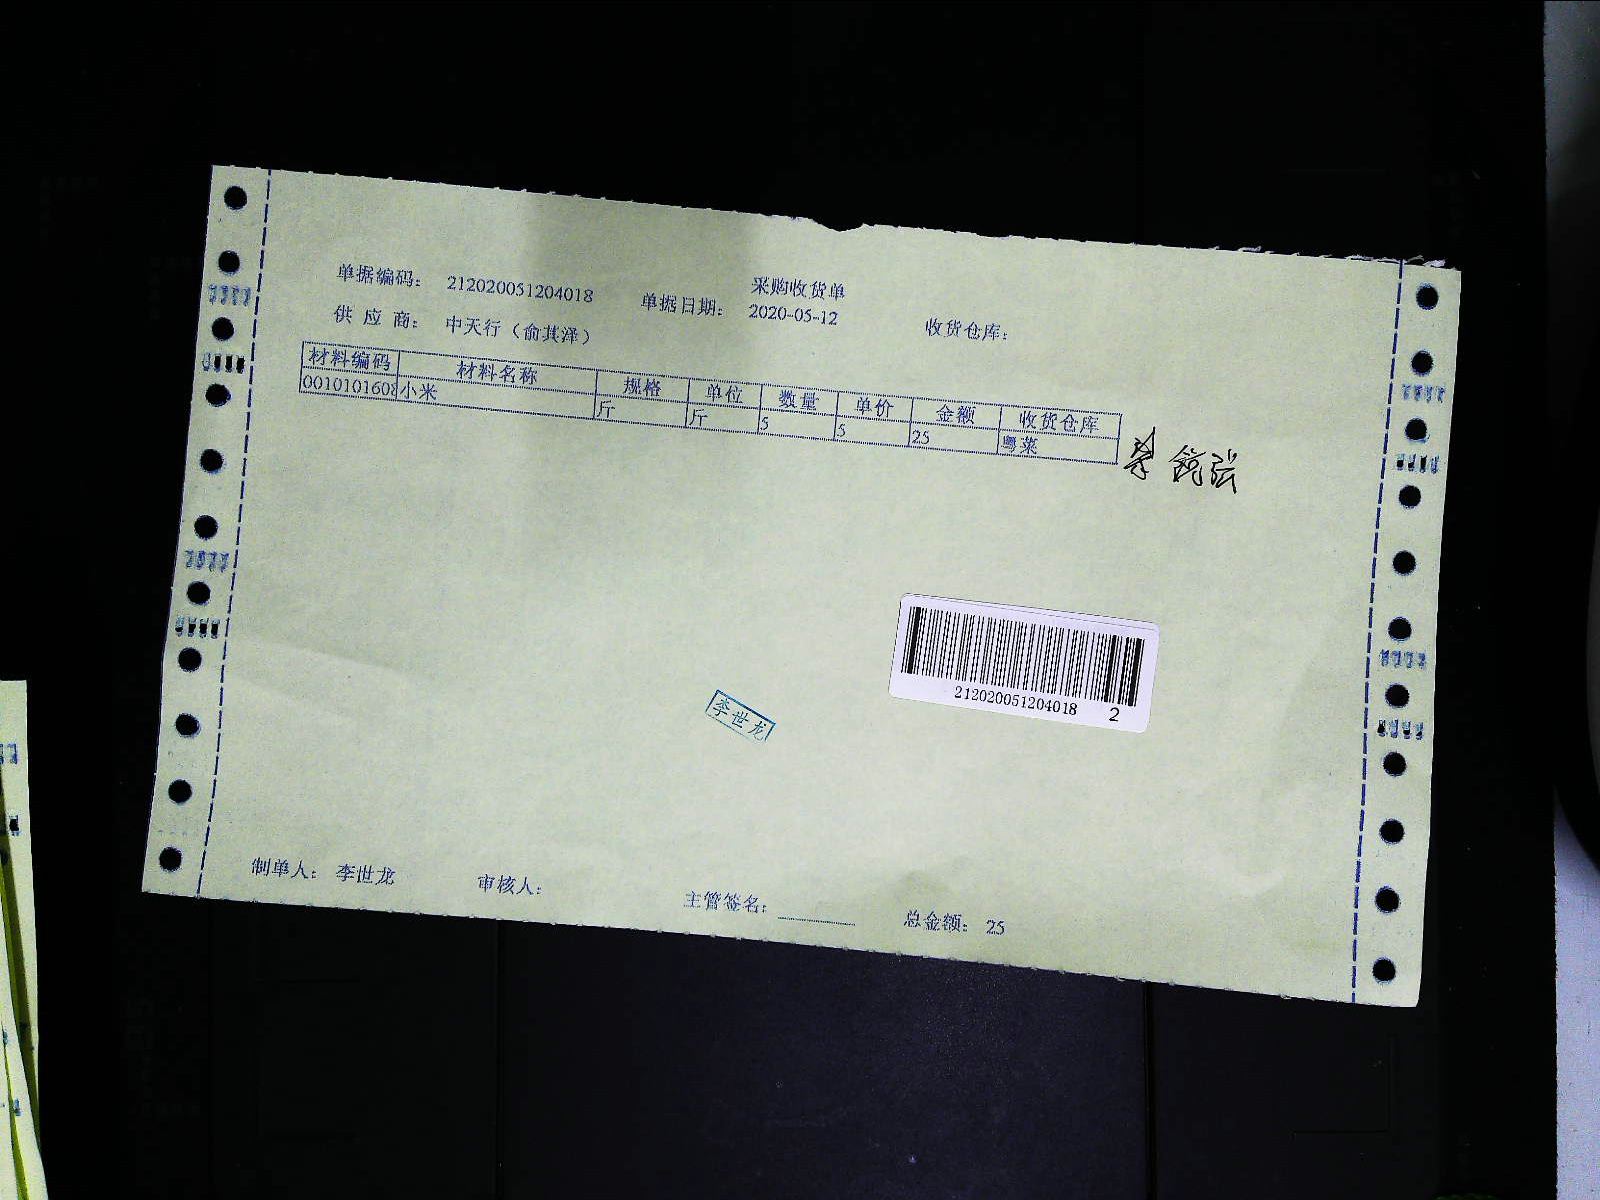 采购收货单
单据编码: 212020051204018 单据日期: 2020-05-12 收货仓库:
供应商: 中天行(俞其泽)
材料编码 材料名称 规格 单位 数量 单价 金额 收货仓库
0010101608 小米 斤 斤 5 5 25 粤菜
212020051204018 2
李世龙
制单人: 李世龙 审核人: 主管签名: 总金额: 25